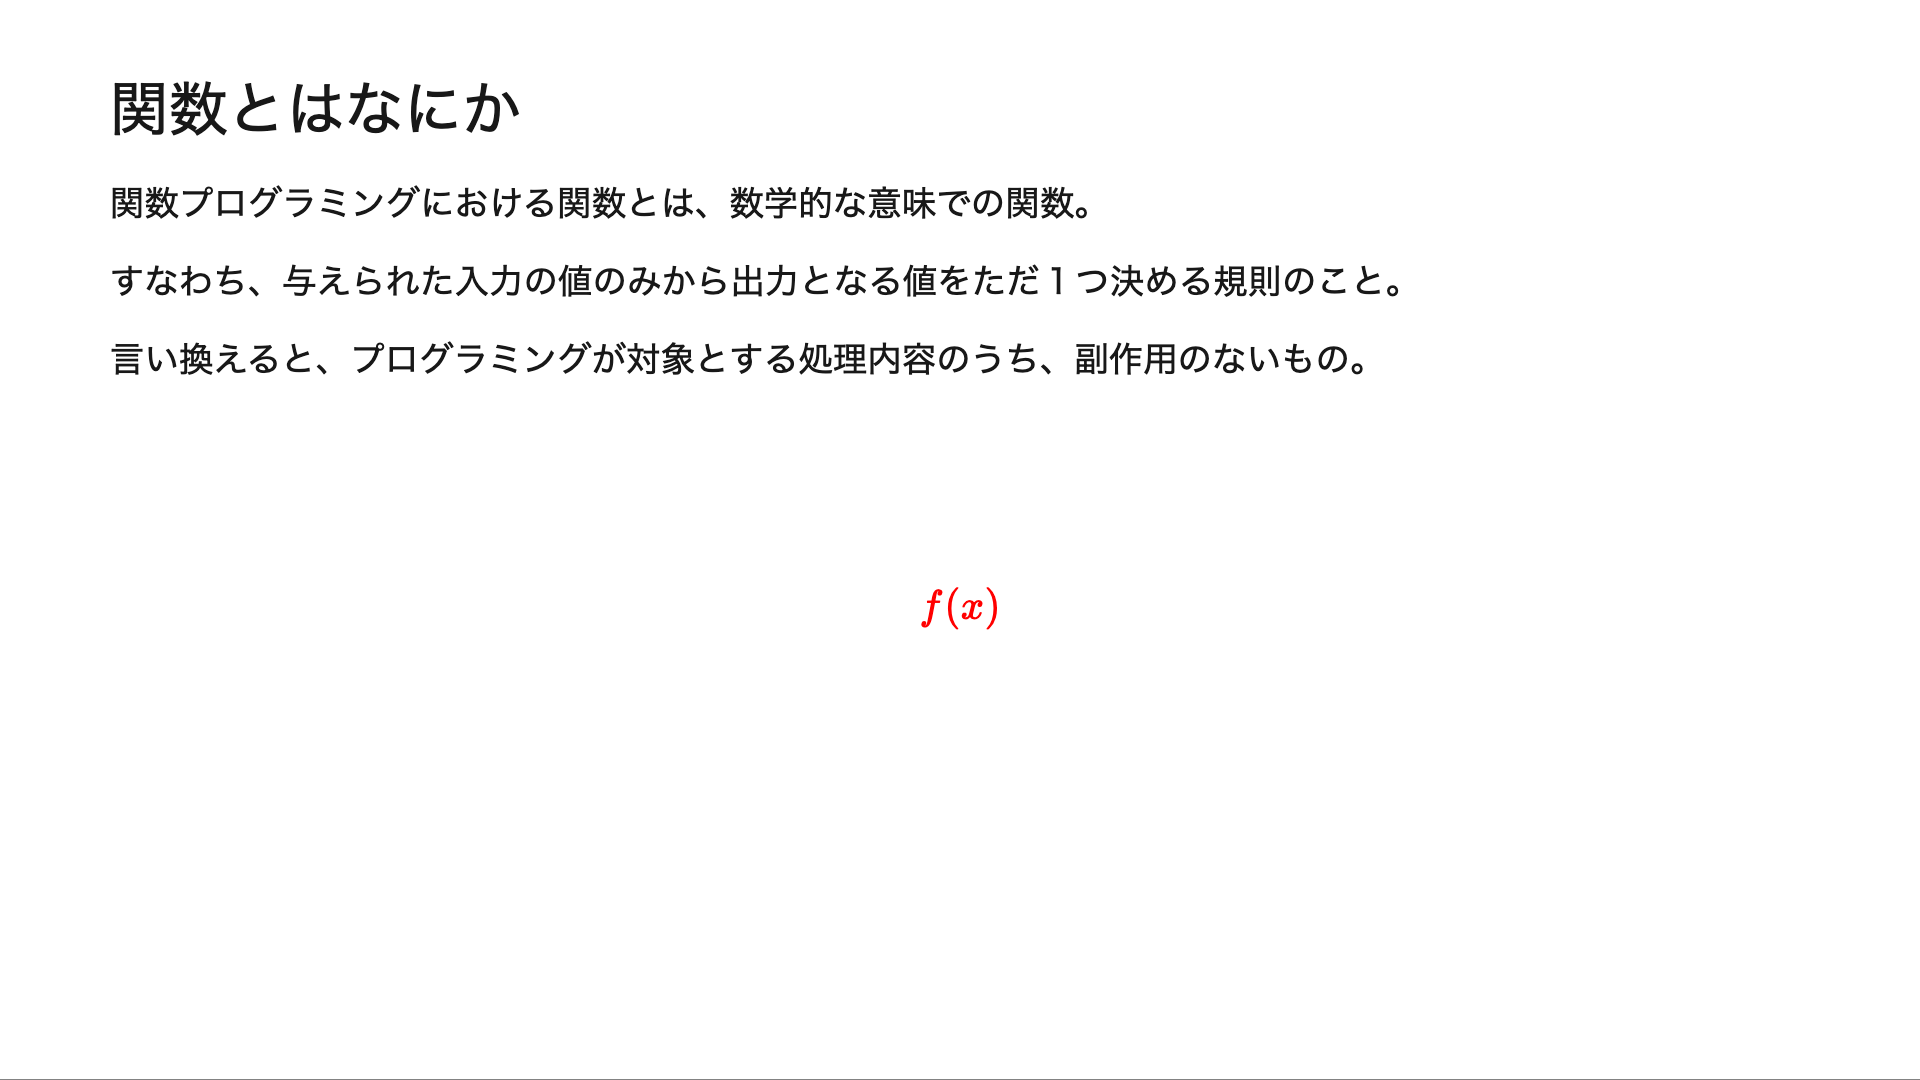 関数とはなにか
関数プログラミングにおける関数とは、数学的な意味での関数。
すなわち、与えられた入力の値のみから出力となる値をただ１つ決める規則のこと。
言い換えると、プログラミングが対象とする処理内容のうち、副作用のないもの。
f(x)